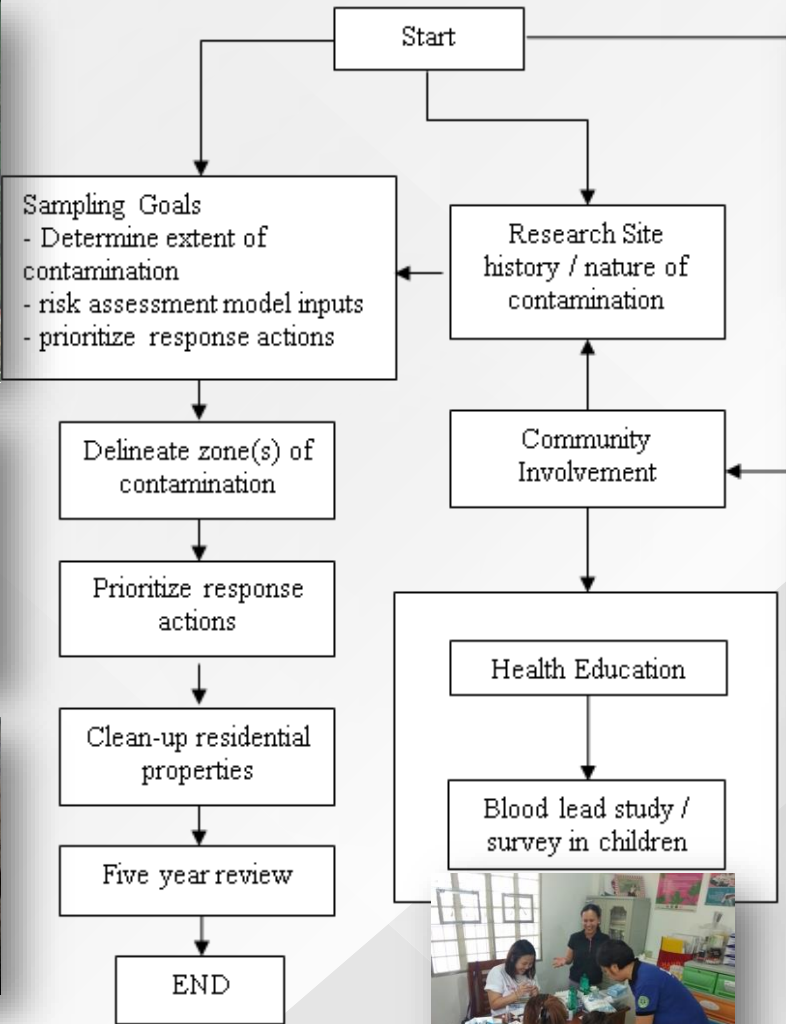 Start
Sampling Goals
- Determine extent of
contamination
- risk assessment model inputs
- prioritize response actions
Research Site
history / nature of
contamination
Delineate zone(s) of
contamination
Community
Involvement
Prioritize response
actions
Health Education
Clean-up residential
properties
Blood lead study /
survey in children
Five year review
END